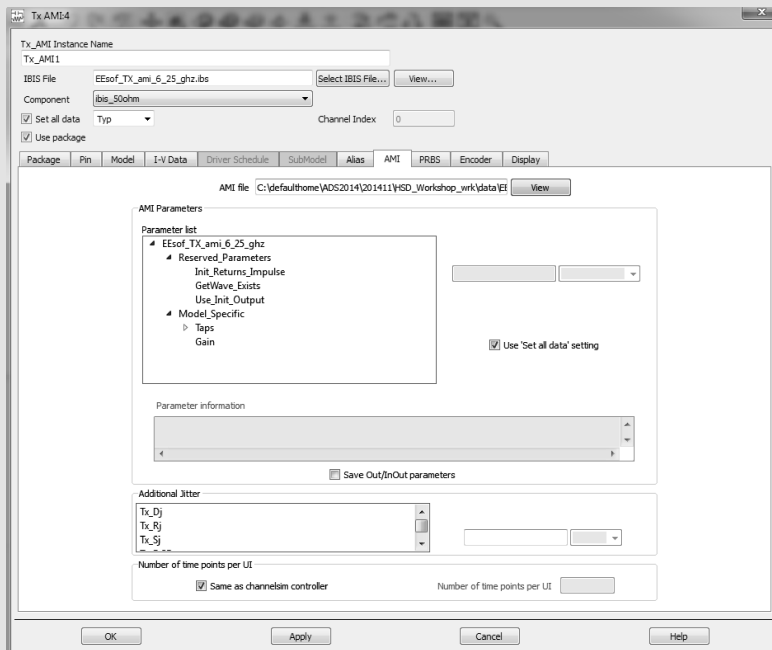 Tx AMI:4
Tx_AMI Instance Name
Tx_AMI1
IBIS File EEsof_TX_ami_6_25_ghz.ibs Select IBIS File... View...
Component ibis_50ohm
Set all data Typ Channel Index 0
Use package
Package Pin Model I-V Data Driver Schedule SubModel Alias AMI PRBS Encoder Display
AMI file C:\defaulthome\ADS2014\201411\HSD_Workshop_wrk\data\EE View
AMI Parameters
Parameter list
EEsof_TX_ami_6_25_ghz
Reserved_Parameters
Init_Returns_Impulse
GetWave_Exists
Use_Init_Output
Model_Specific
Taps
Gain
Use 'Set all data' setting
Parameter information
Save Out/InOut parameters
Additional Jitter
Tx_Dj
Tx_Rj
Tx_Sj
Number of time points per UI
Same as channelsim controller Number of time points per UI
OK Apply Cancel Help